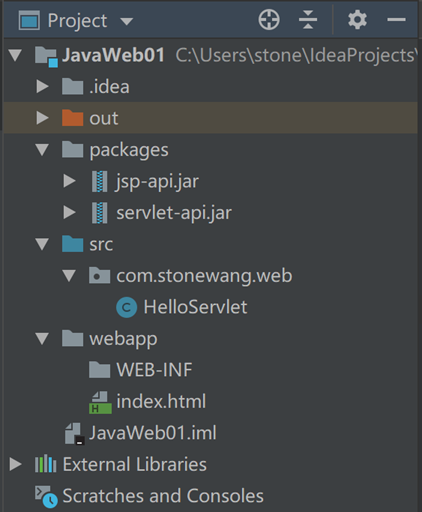 Project
JavaWeb01 C:\Users\stone\IdeaProjects\
.idea
out
packages
jsp-api.jar
servlet-api.jar
src
com.stonewang.web
C HelloServlet
webapp
WEB-INF
H index.html
JavaWeb01.iml
External Libraries
Scratches and Consoles